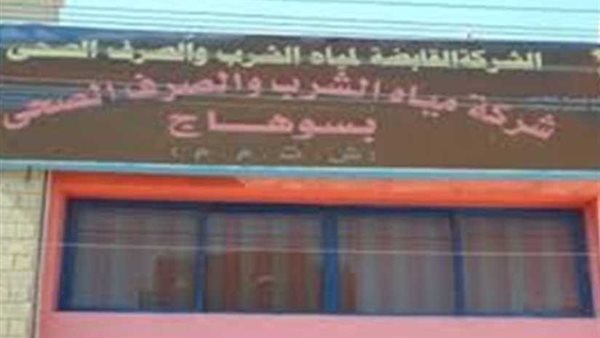 الشركة القابضة لمياه الشرب والصرف الصحى
شركة مياه الشرب والصرف الصحى
بسوهاج
(ش . ت . م . م)